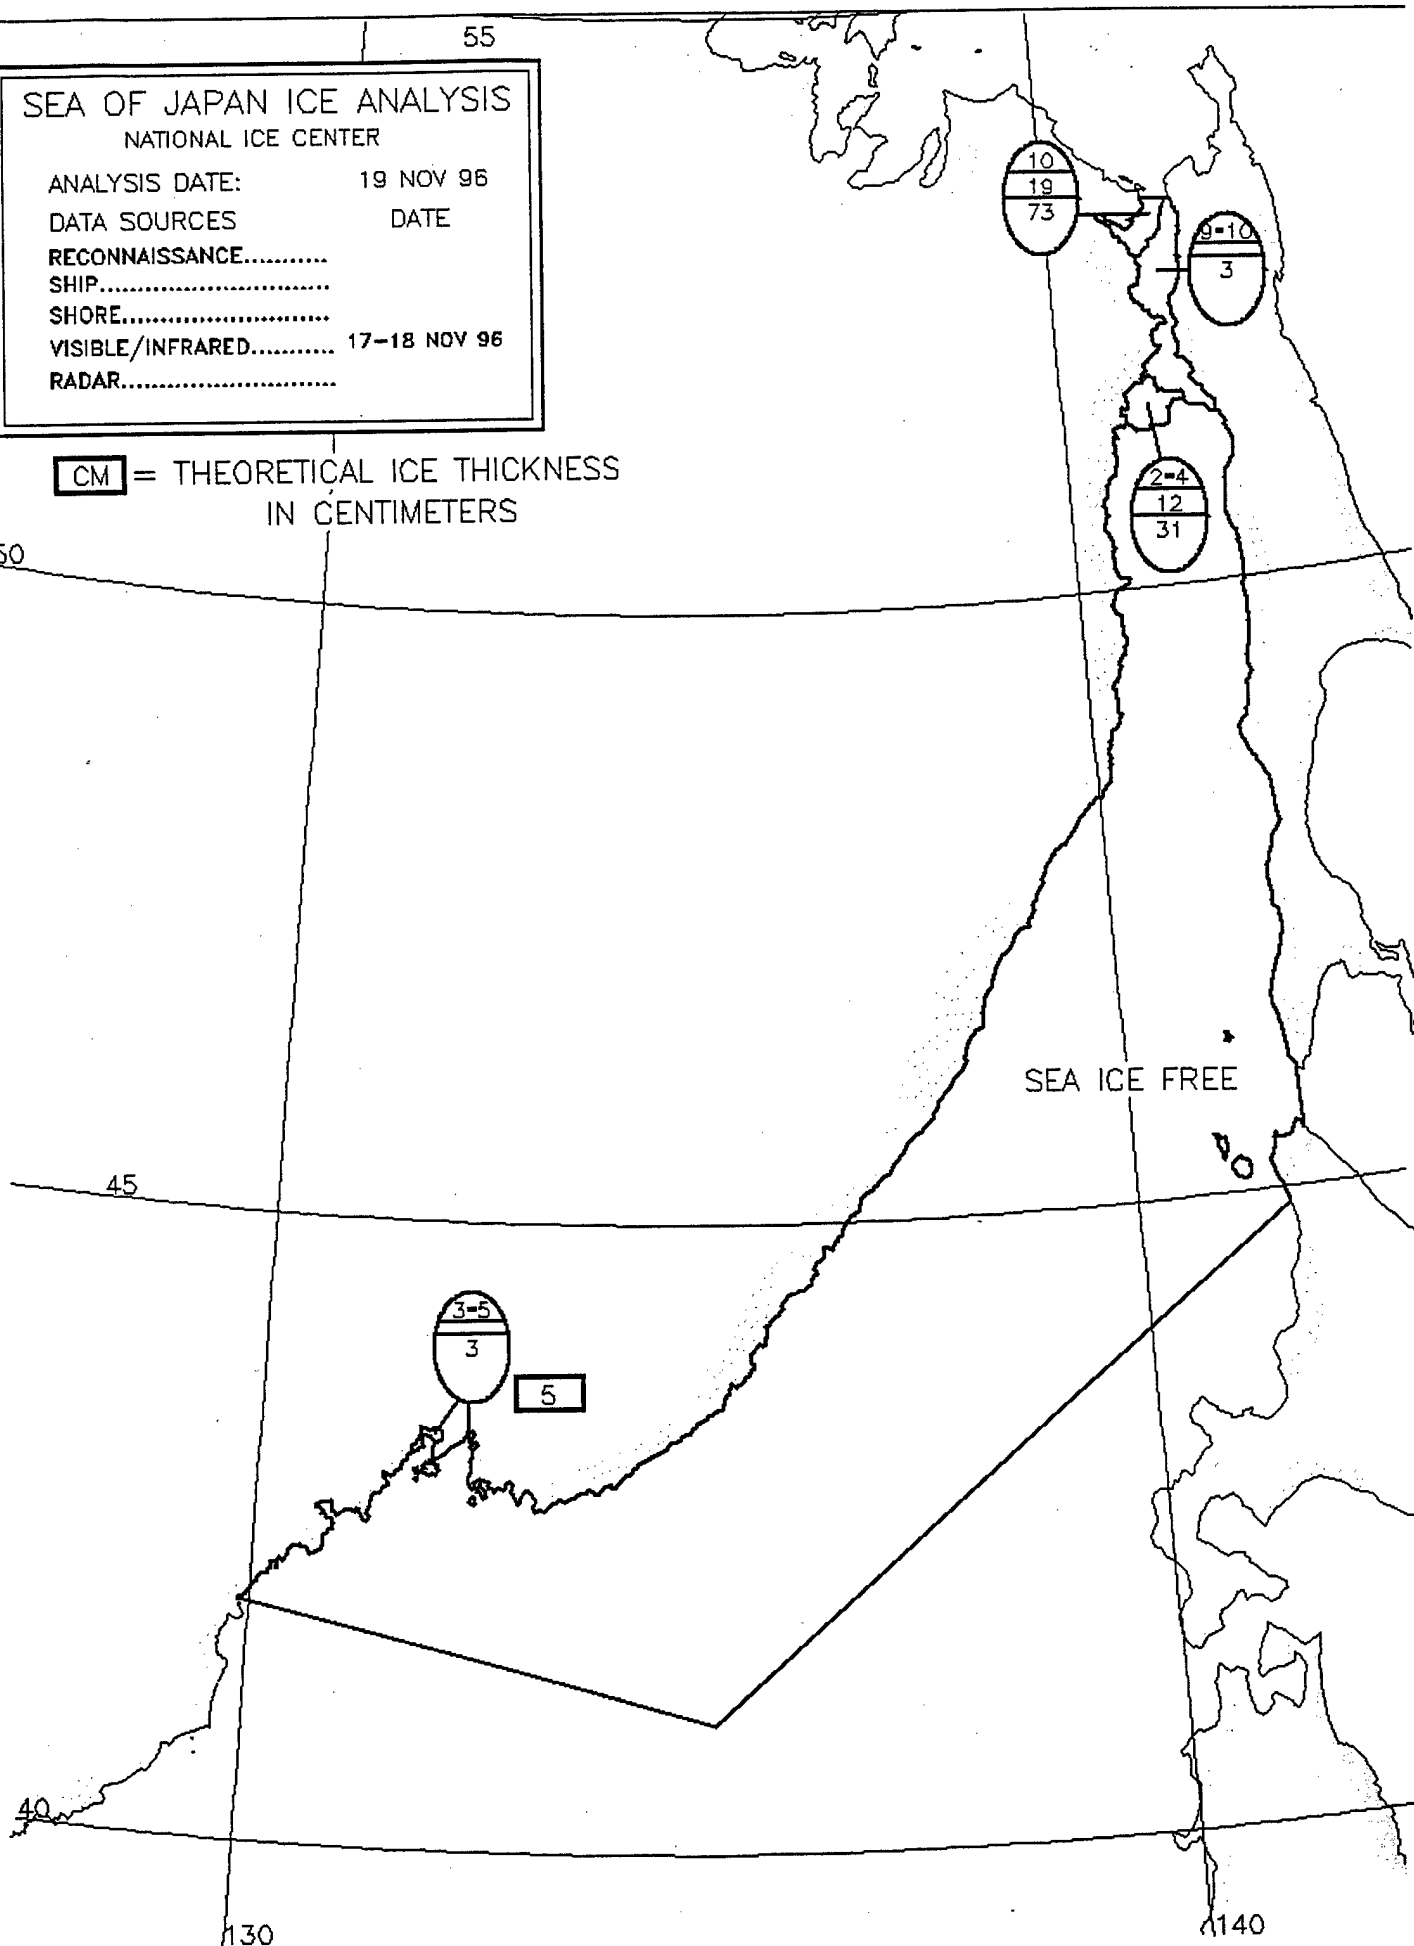 55
SEA OF JAPAN ICE ANALYSIS
NATIONAL ICE CENTER
ANALYSIS DATE: 19 NOV 96
DATA SOURCES DATE
RECONNAISSANCE...........
SHIP..............................
SHORE...........................
VISIBLE/INFRARED........... 17-18 NOV 96
RADAR............................
10
19
73
9-10
3
CM = THEORETICAL ICE THICKNESS
IN CENTIMETERS
2-4
12
31
50
SEA ICE FREE
45
3-5
3
5
40
130
140